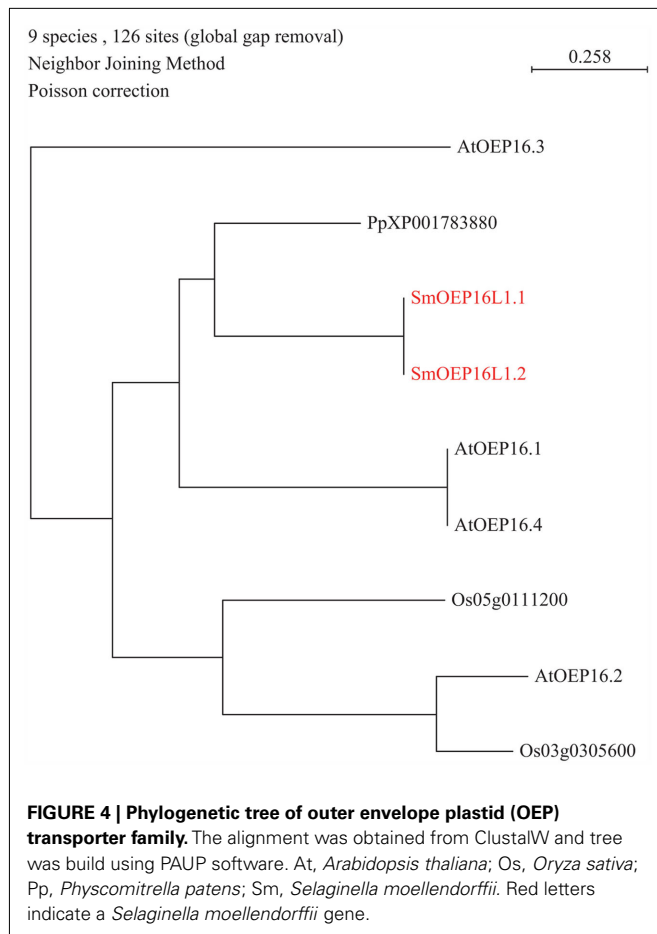 9 species , 126 sites (global gap removal)
Neighbor Joining Method
Poisson correction
0.258
AtOEP16.3
PpXP001783880
SmOEP16L1.1
SmOEP16L1.2
AtOEP16.1
AtOEP16.4
Os05g0111200
AtOEP16.2
Os03g0305600
FIGURE 4 | Phylogenetic tree of outer envelope plastid (OEP)
transporter family. The alignment was obtained from ClustalW and tree
was build using PAUP software. At, Arabidopsis thaliana; Os, Oryza sativa;
Pp, Physcomitrella patens; Sm, Selaginella moellendorffii. Red letters
indicate a Selaginella moellendorffii gene.